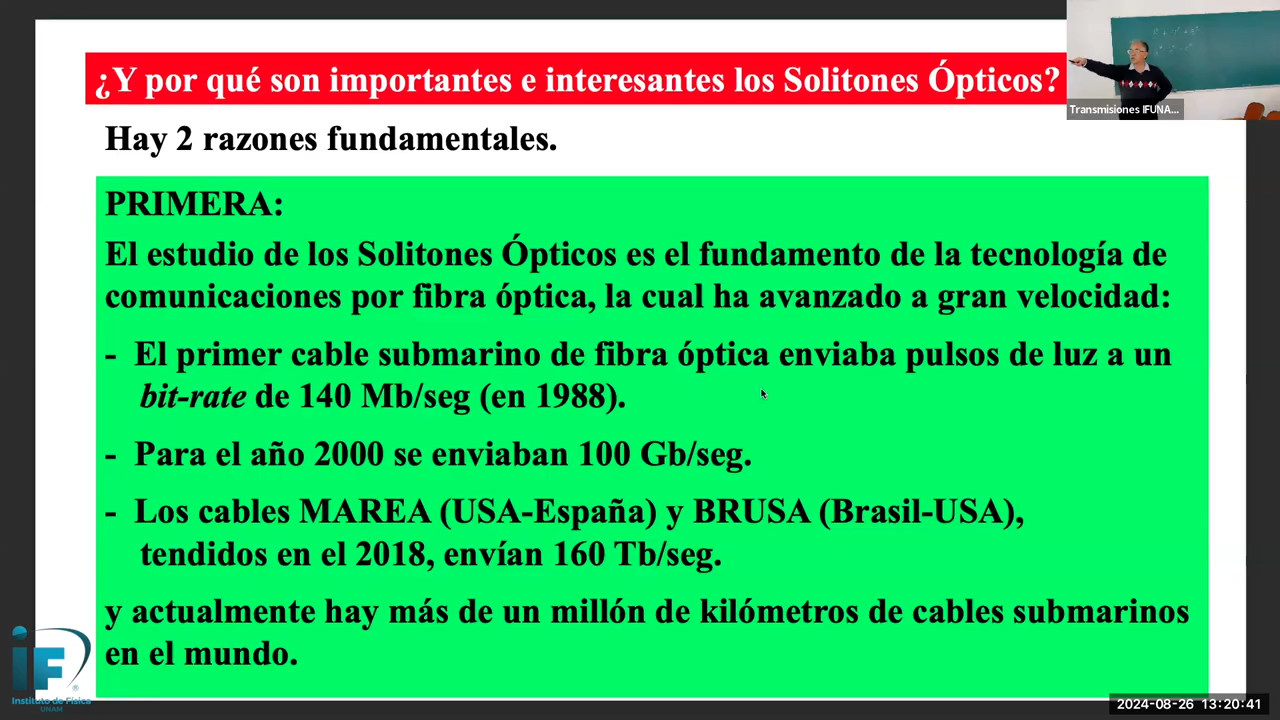 ¿Y por qué son importantes e interesantes los Solitones Ópticos?
Transmisiones IFUNA...
Hay 2 razones fundamentales.
PRIMERA:
El estudio de los Solitones Ópticos es el fundamento de la tecnología de
comunicaciones por fibra óptica, la cual ha avanzado a gran velocidad:
- El primer cable submarino de fibra óptica enviaba pulsos de luz a un
bit-rate de 140 Mb/seg (en 1988).
- Para el año 2000 se enviaban 100 Gb/seg.
- Los cables MAREA (USA-España) y BRUSA (Brasil-USA),
tendidos en el 2018, envían 160 Tb/seg.
y actualmente hay más de un millón de kilómetros de cables submarinos
en el mundo.
iF
Instituto de Física
UNAM
2024-08-26 13:20:41